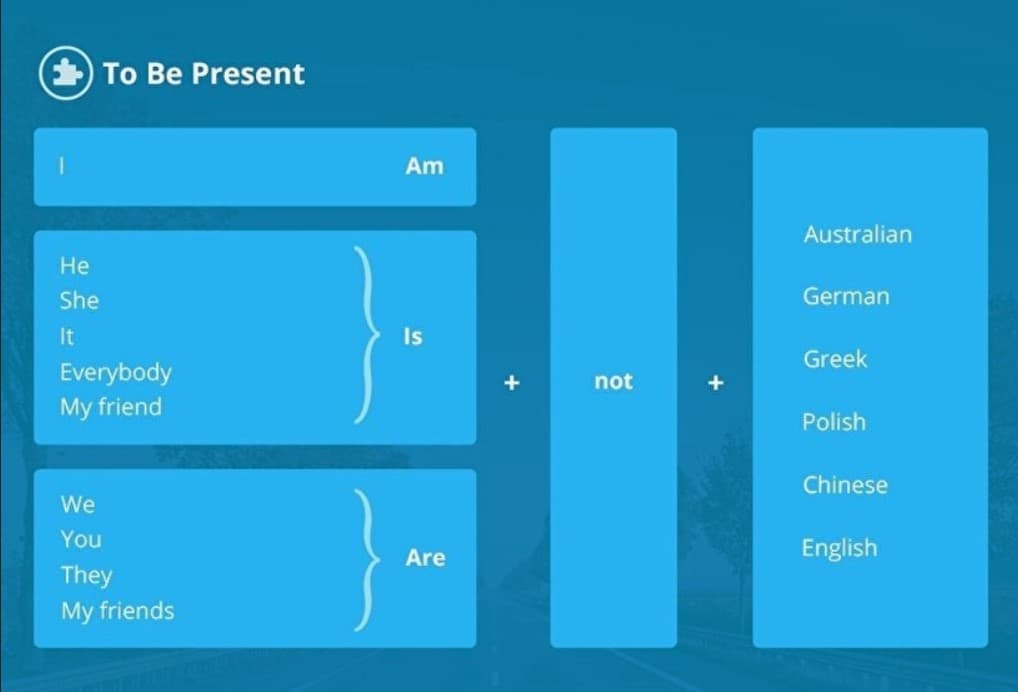 To Be Present
I Am
He
She
It
Everybody
My friend
Is
We
You
They
My friends
Are
+
not
+
Australian
German
Greek
Polish
Chinese
English